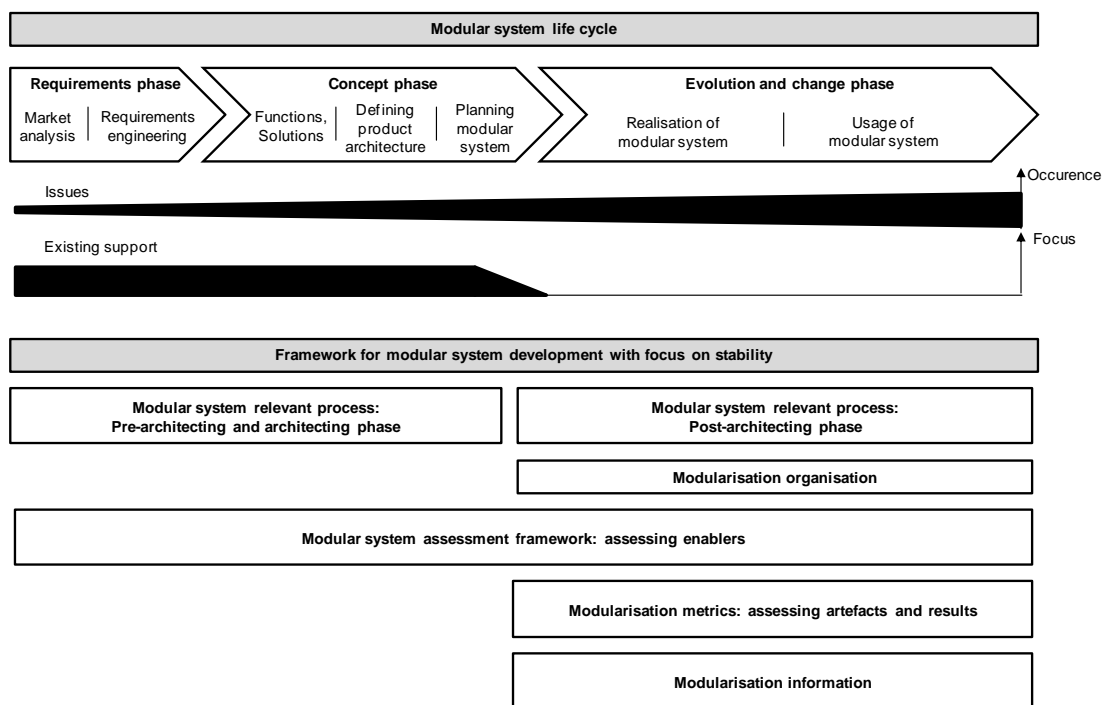 Modular system life cycle
Requirements phase
Market
analysis
Requirements
engineering
Concept phase
Functions,
Solutions
Defining
product
architecture
Planning
modular
system
Evolution and change phase
Realisation of
modular system
Usage of
modular system
Occurence
Issues
Focus
Existing support
Framework for modular system development with focus on stability
Modular system relevant process:
Pre-architecting and architecting phase
Modular system relevant process:
Post-architecting phase
Modularisation organisation
Modular system assessment framework: assessing enablers
Modularisation metrics: assessing artefacts and results
Modularisation information